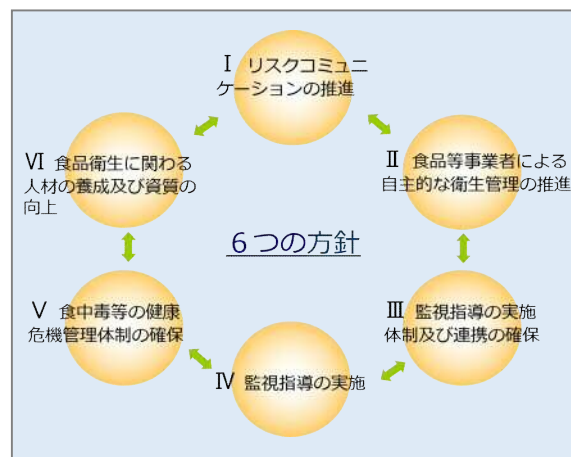 Ⅰ リスクコミュニ
ケーションの推進
Ⅱ 食品等事業者による
自主的な衛生管理の推進
Ⅲ 監視指導の実施
体制及び連携の確保
Ⅳ 監視指導の実施
Ⅴ 食中毒等の健康
危機管理体制の確保
Ⅵ 食品衛生に関わる
人材の養成及び資質の
向上
6つの方針